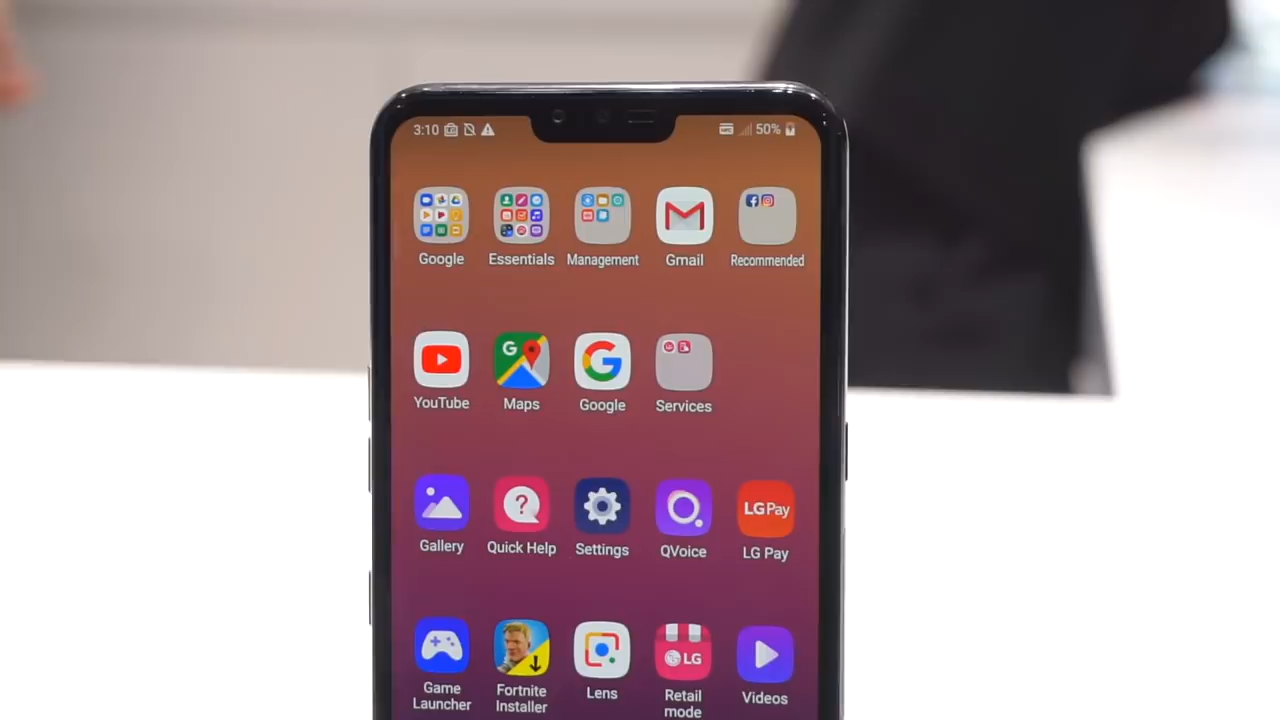 3:10
50%
Google
Essentials
Management
Gmail
Recommended
G
YouTube
Maps
Google
Services
LG Pay
Gallery
Quick Help
Settings
QVoice
LG Pay
LG
Game
Launcher
Fortnite
Installer
Lens
Retail
mode
Videos